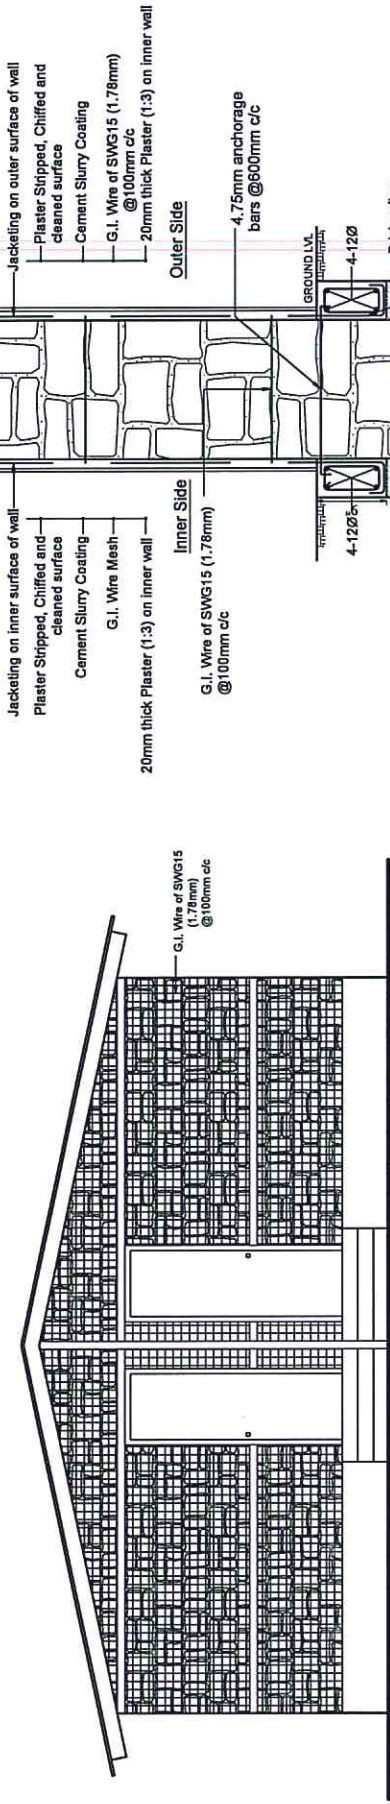 G.I. Wire of SWG15
(1.78mm)
@100mm c/c
Jacketing on inner surface of wall
Plaster Stripped, Chiffed and
cleaned surface
Cement Slurry Coating
G.I. Wire Mesh
20mm thick Plaster (1:3) on inner wall
Inner Side
G.I. Wire of SWG15 (1.78mm)
@100mm c/c
4-12Ø
Jacketing on outer surface of wall
Plaster Stripped, Chiffed and
cleaned surface
Cement Slurry Coating
G.I. Wire of SWG15 (1.78mm)
@100mm c/c
20mm thick Plaster (1:3) on inner wall
Outer Side
4.75mm anchorage
bars @600mm c/c
GROUND LVL
4-12Ø